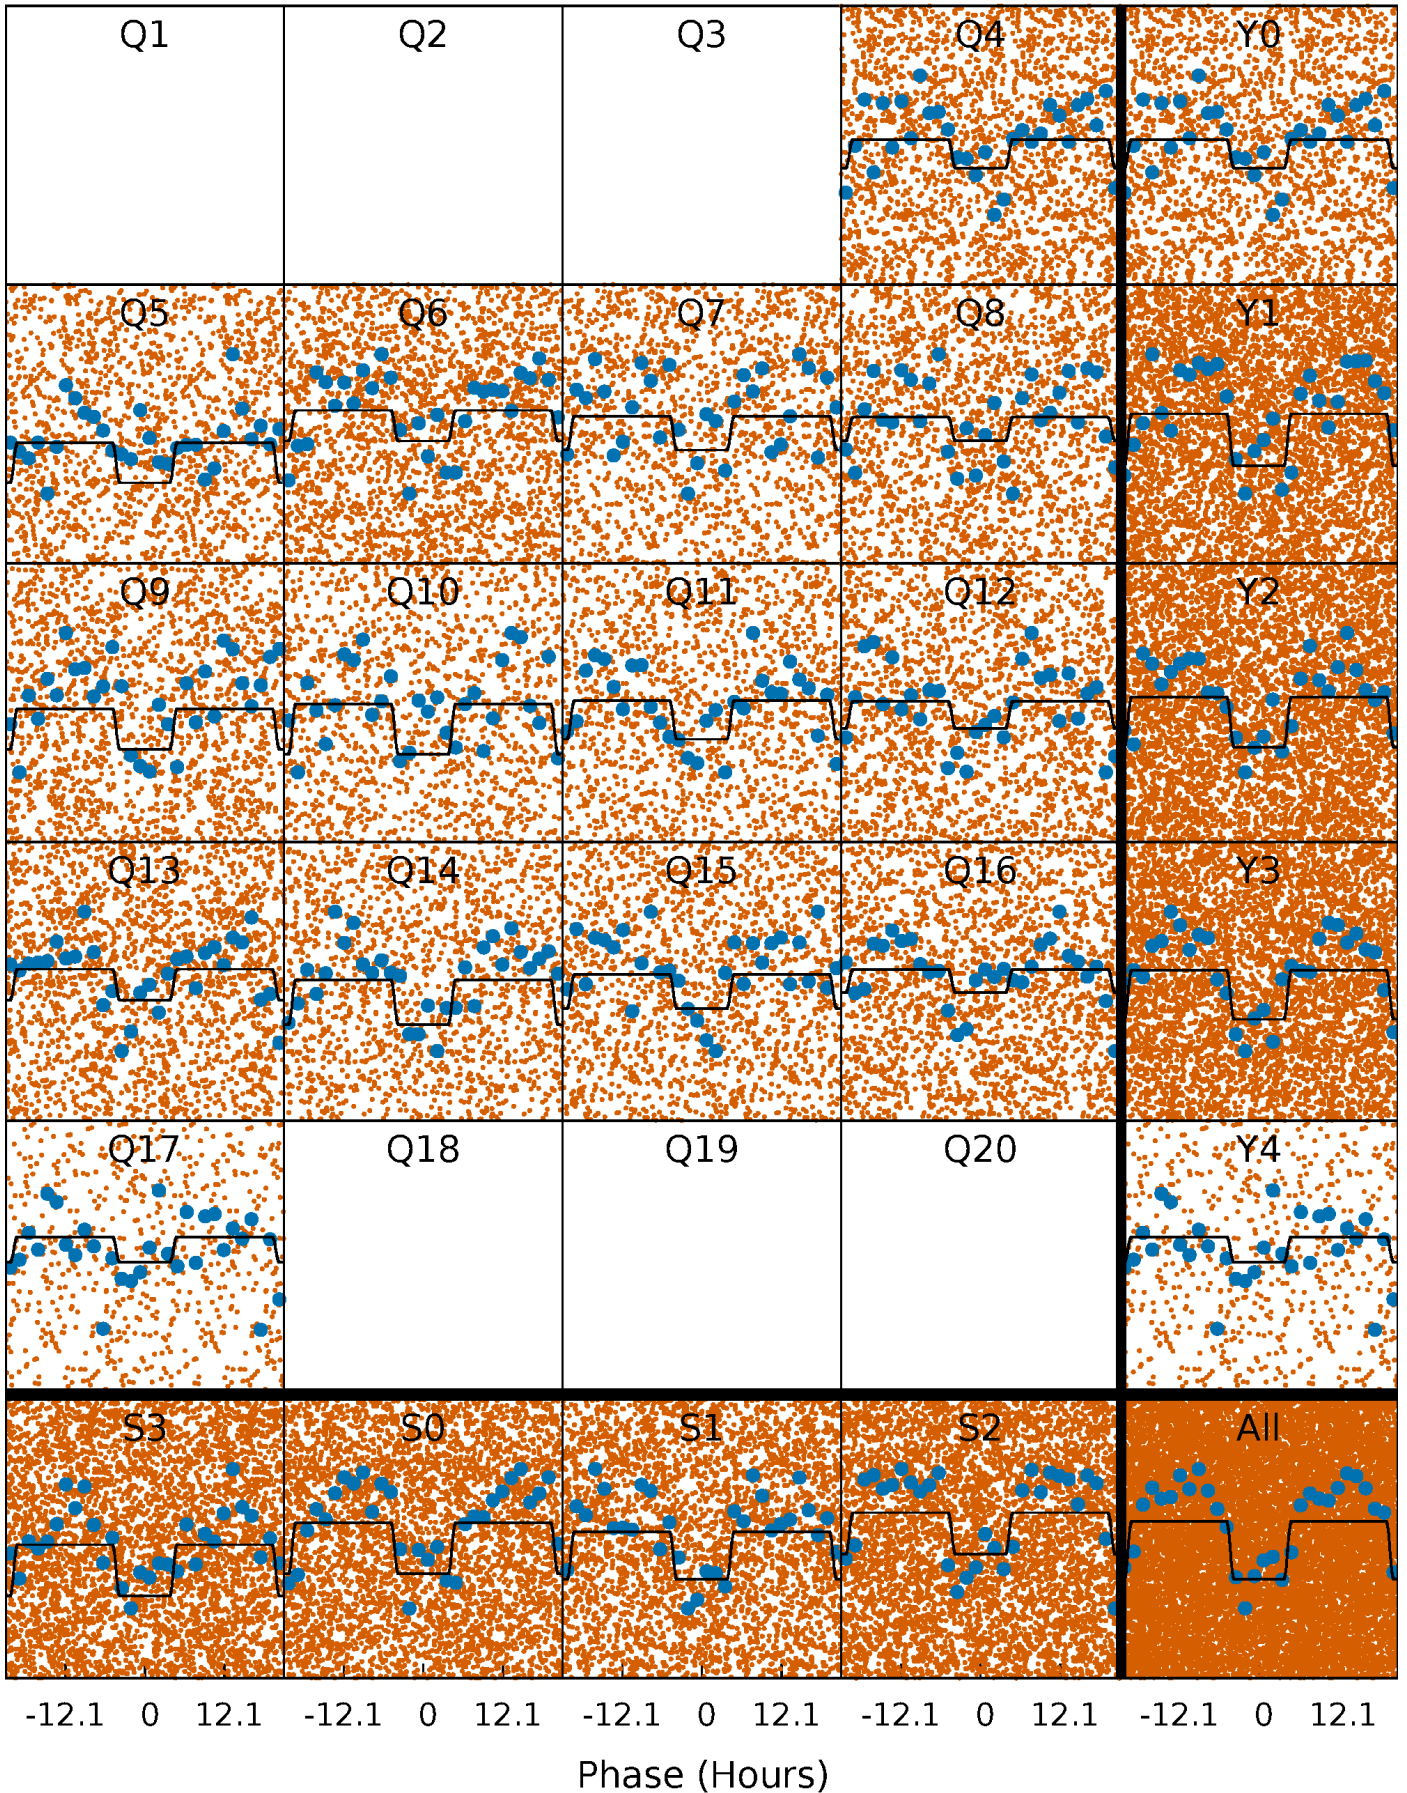 Q1 Q2 Q3 Q4 Y0
Q5 Q6 Q7 Q8 Y1
Q9 Q10 Q11 Q12 Y2
Q13 Q14 Q15 Q16 Y3
Q17 Q18 Q19 Q20 Y4
S3 S0 S1 S2 All
-12.1 0 12.1 -12.1 0 12.1 -12.1 0 12.1 -12.1 0 12.1 -12.1 0 12.1
Phase (Hours)